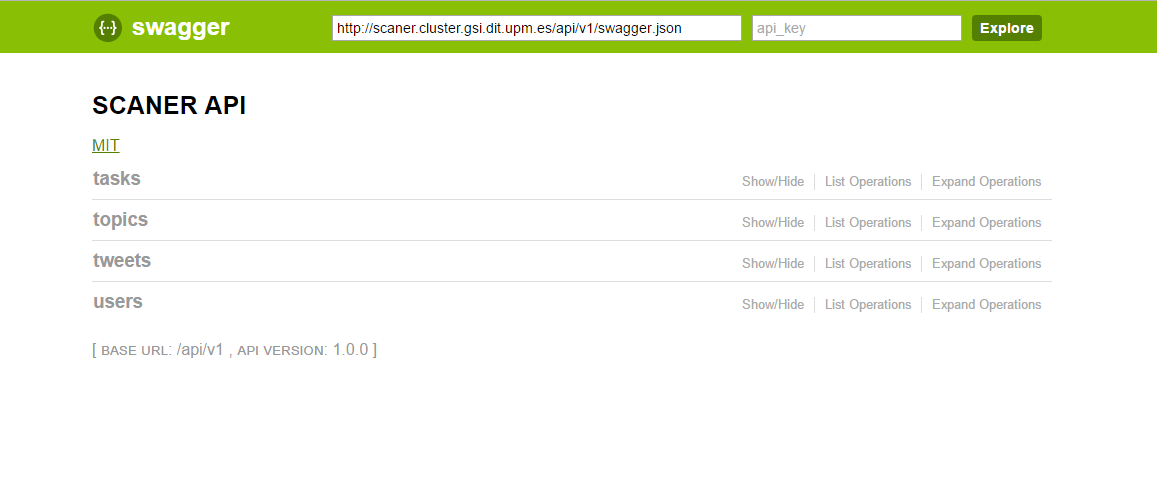 {···} swagger http://scaner.cluster.gsi.dit.upm.es/api/v1/swagger.json api_key Explore
SCANER API
MIT
tasks Show/Hide List Operations Expand Operations
topics Show/Hide List Operations Expand Operations
tweets Show/Hide List Operations Expand Operations
users Show/Hide List Operations Expand Operations
[ BASE URL: /api/v1 , API VERSION: 1.0.0 ]